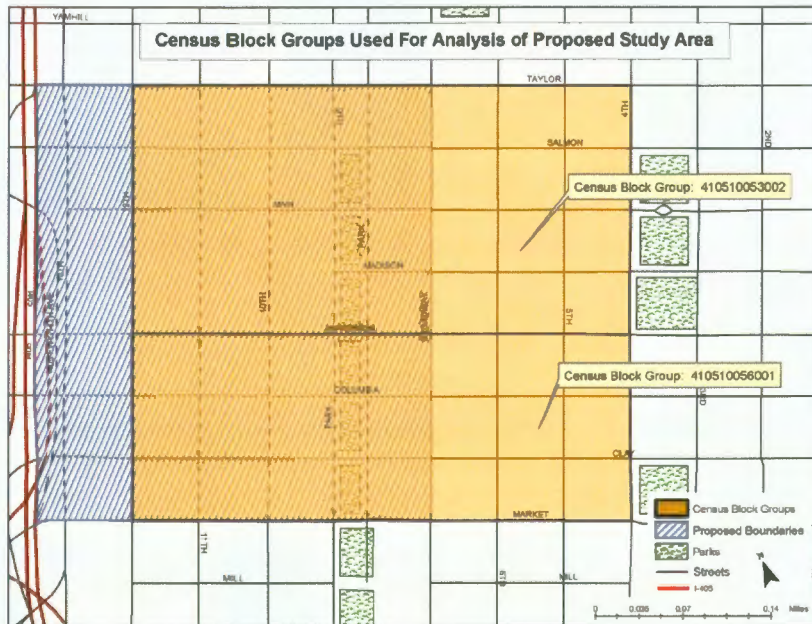 YAMHILL
Census Block Groups Used For Analysis of Proposed Study Area
TAYLOR
4TH
2ND
SALMON
Census Block Group: 410510053002
MAIN
PARK
MADISON
10TH
5TH
Census Block Group: 410510056001
COLUMBIA
PARK
CLAY
MARKET
11TH
MILL
MILL
Census Block Groups
Proposed Boundaries
Parks
Streets
I-405
N
0 0.035 0.07 0.14 Miles